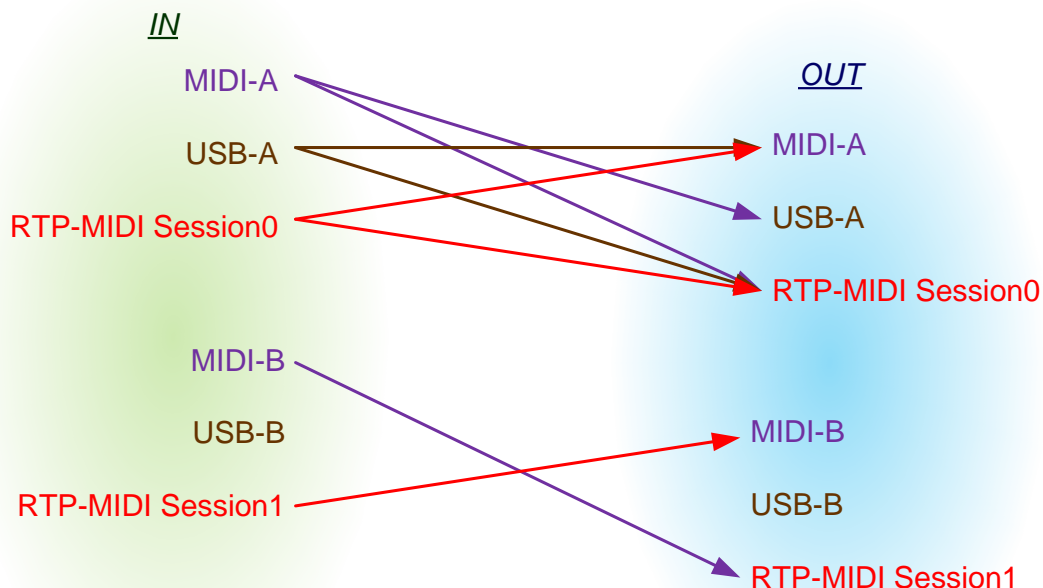 IN
MIDI-A
USB-A
RTP-MIDI Session0
MIDI-B
USB-B
RTP-MIDI Session1
OUT
MIDI-A
USB-A
RTP-MIDI Session0
MIDI-B
USB-B
RTP-MIDI Session1